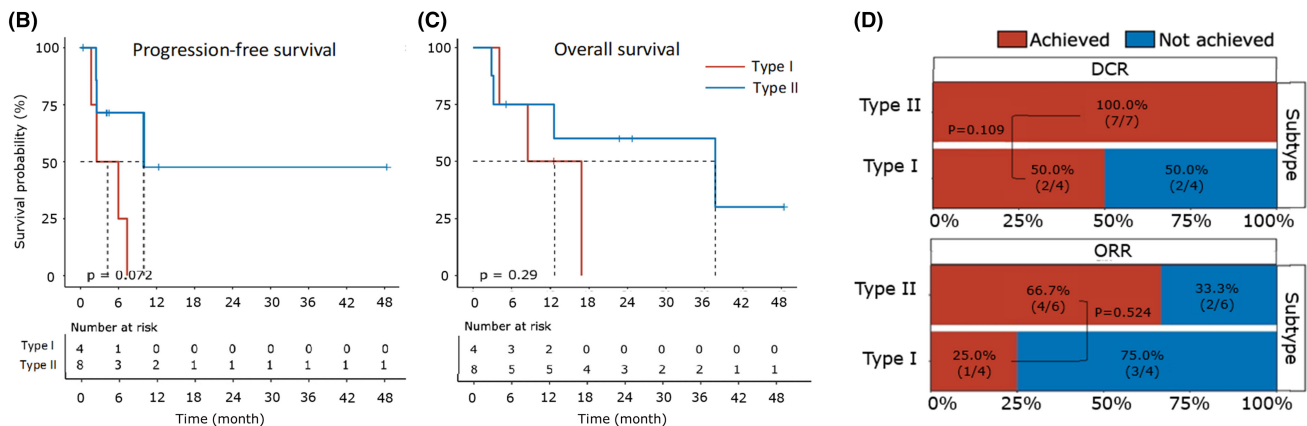 (B)
Progression-free survival
Survival probability (%)
100
75
50
25
0
p = 0.072
0 6 12 18 24 30 36 42 48
Number at risk
Type I 4 1 0 0 0 0 0 0 0
Type II 8 3 2 1 1 1 1 1 1
0 6 12 18 24 30 36 42 48
Time (month)
(C)
Overall survival
Type I
Type II
100
75
50
25
0
p = 0.29
0 6 12 18 24 30 36 42 48
Number at risk
4 3 2 0 0 0 0 0 0
8 5 5 4 3 2 2 1 1
0 6 12 18 24 30 36 42 48
Time (month)
(D)
Achieved Not achieved
DCR
Type II
100.0%
(7/7)
P=0.109
Type I
50.0% 50.0%
(2/4) (2/4)
Subtype
0% 25% 50% 75% 100%
ORR
Type II
66.7% 33.3%
(4/6) (2/6)
P=0.524
Type I
25.0% 75.0%
(1/4) (3/4)
Subtype
0% 25% 50% 75% 100%